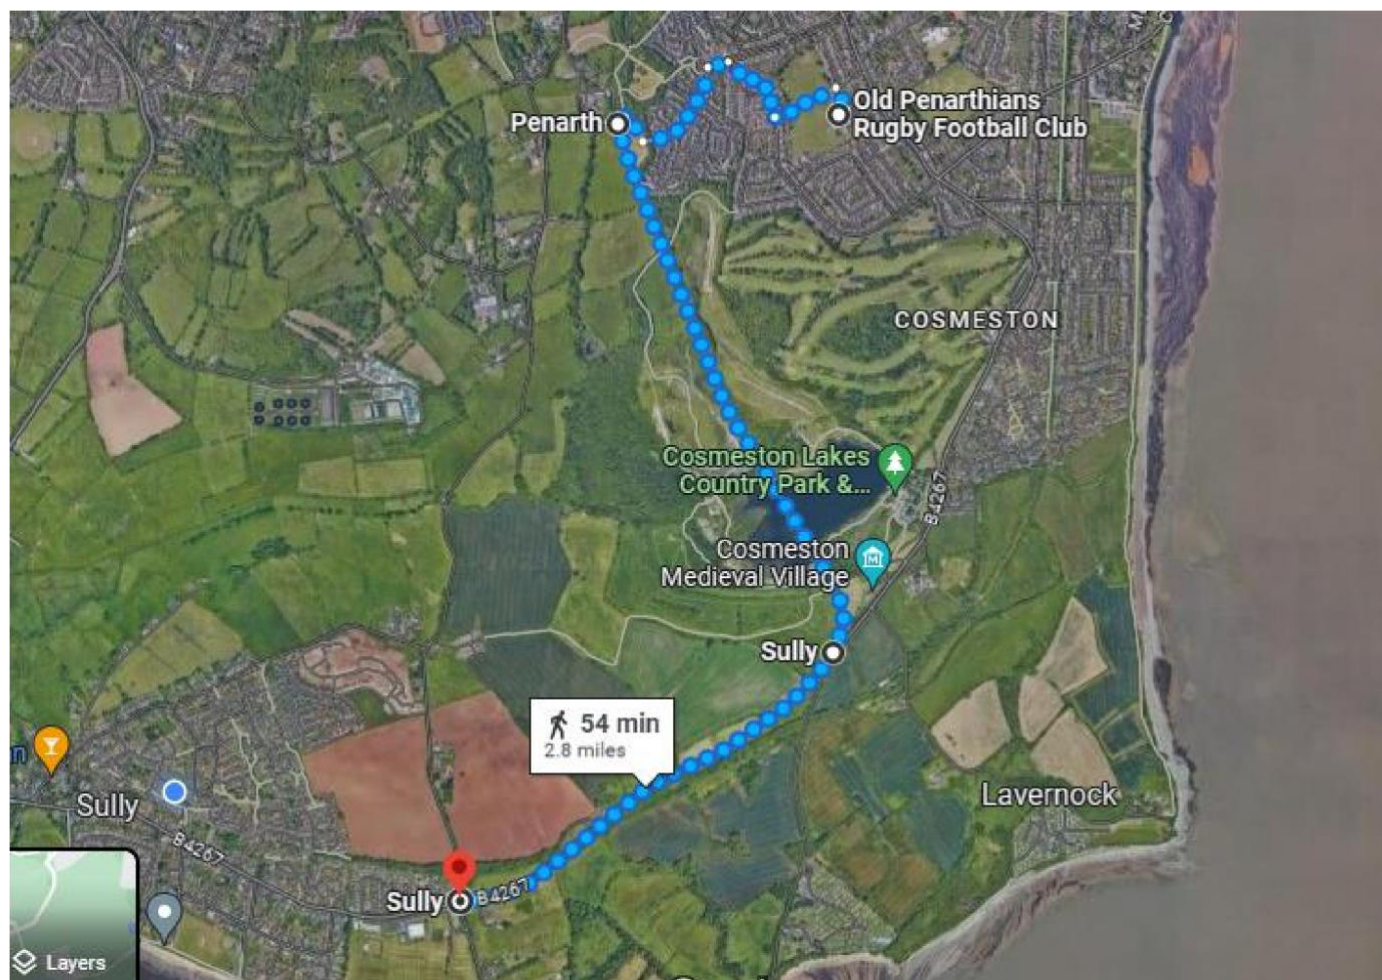 Penarth
Old Penarthians
Rugby Football Club
COSMESTON
Cosmeston Lakes
Country Park &...
B4267
Cosmeston
Medieval Village
Sully
54 min
2.8 miles
Sully
Lavernock
B4267
Sully
B4267
Layers